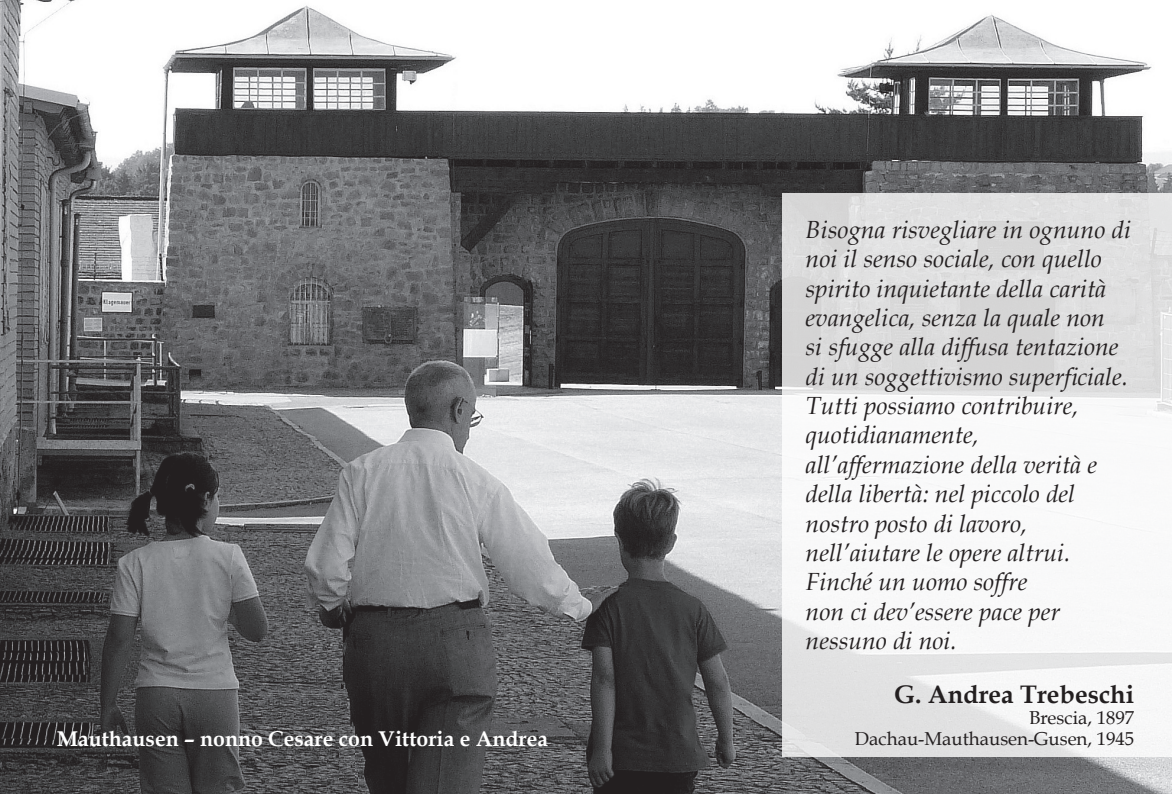 Klagemauer
Bisogna risvegliare in ognuno di
noi il senso sociale, con quello
spirito inquietante della carità
evangelica, senza la quale non
si sfugge alla diffusa tentazione
di un soggettivismo superficiale.
Tutti possiamo contribuire,
quotidianamente,
all’affermazione della verità e
della libertà: nel piccolo del
nostro posto di lavoro,
nell’aiutare le opere altrui.
Finché un uomo soffre
non ci dev’essere pace per
nessuno di noi.
G. Andrea Trebeschi
Brescia, 1897
Dachau-Mauthausen-Gusen, 1945
Mauthausen – nonno Cesare con Vittoria e Andrea